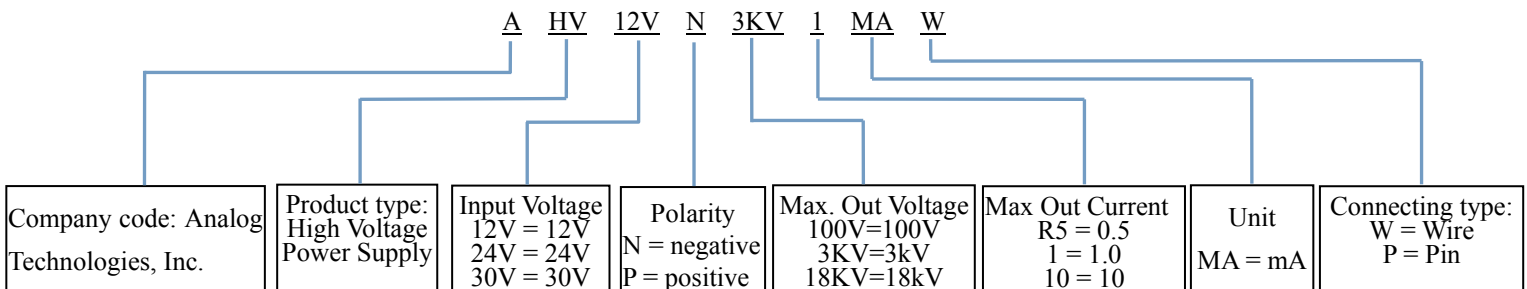 A HV 12V N 3KV 1 MA W
Company code: Analog
Technologies, Inc.
Product type:
High Voltage
Power Supply
Input Voltage
12V = 12V
24V = 24V
30V = 30V
Polarity
N = negative
P = positive
Max. Out Voltage
100V=100V
3KV=3kV
18KV=18kV
Max Out Current
R5 = 0.5
1 = 1.0
10 = 10
Unit
MA = mA
Connecting type:
W = Wire
P = Pin